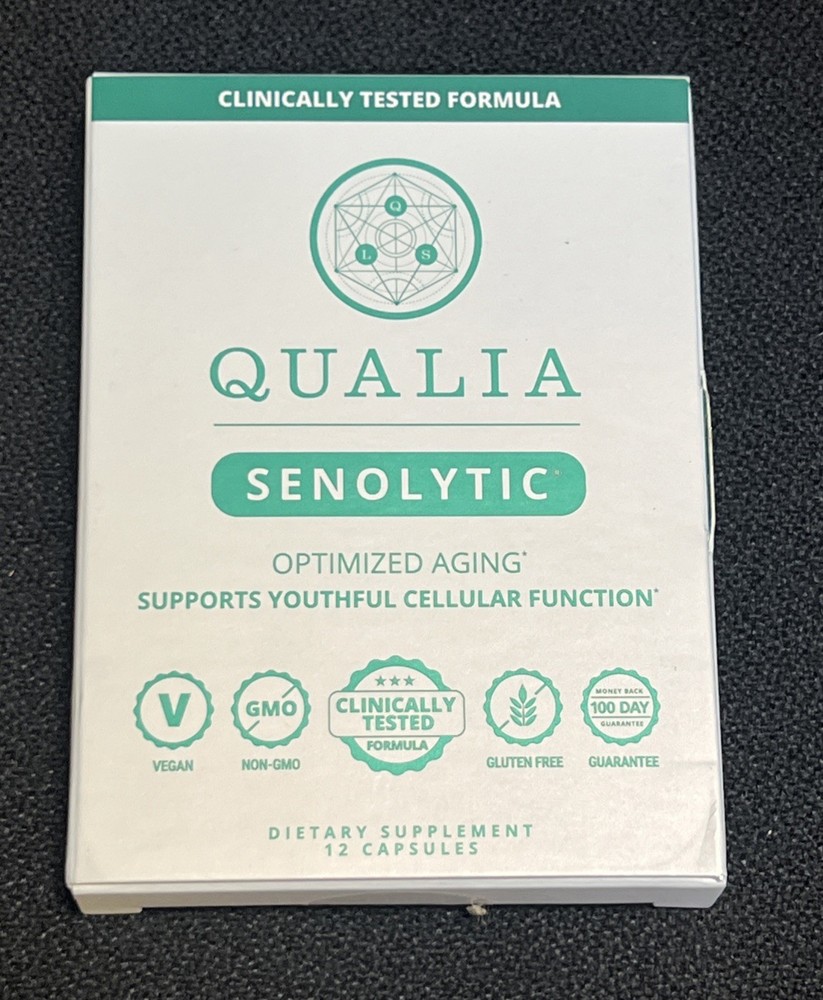 CLINICALLY TESTED FORMULA
Q
L S
QUALIA
SENOLYTIC*
OPTIMIZED AGING*
SUPPORTS YOUTHFUL CELLULAR FUNCTION*
V
VEGAN
GMO
NON-GMO
CLINICALLY
TESTED
FORMULA
GLUTEN FREE
MONEY BACK
100 DAY
GUARANTEE
GUARANTEE
DIETARY SUPPLEMENT
12 CAPSULES